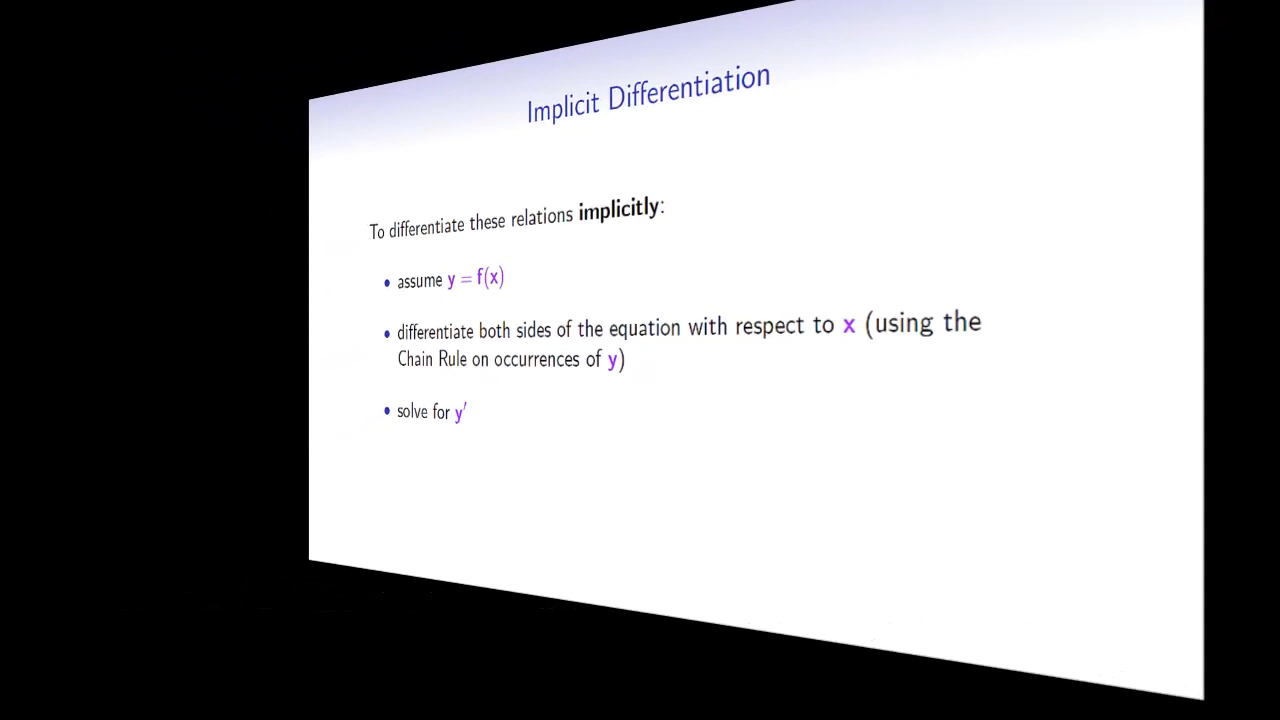 Implicit Differentiation
To differentiate these relations implicitly:
• assume y = f(x)
• differentiate both sides of the equation with respect to x (using the
Chain Rule on occurrences of y)
• solve for y′